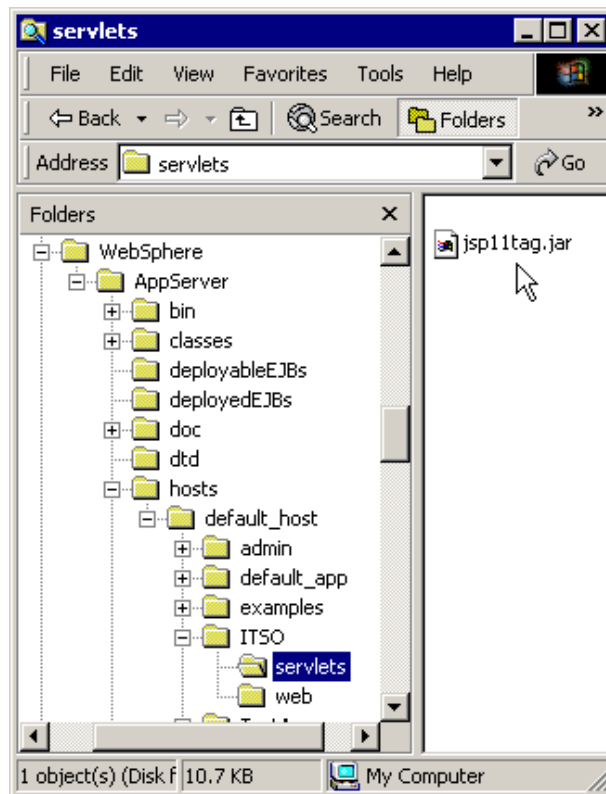 servlets
File Edit View Favorites Tools Help
Back Search Folders »
Address servlets Go
Folders
jsp11tag.jar
WebSphere
AppServer
bin
classes
deployableEJBs
deployedEJBs
doc
dtd
hosts
default_host
admin
default_app
examples
ITSO
servlets
web
1 object(s) (Disk f 10.7 KB My Computer